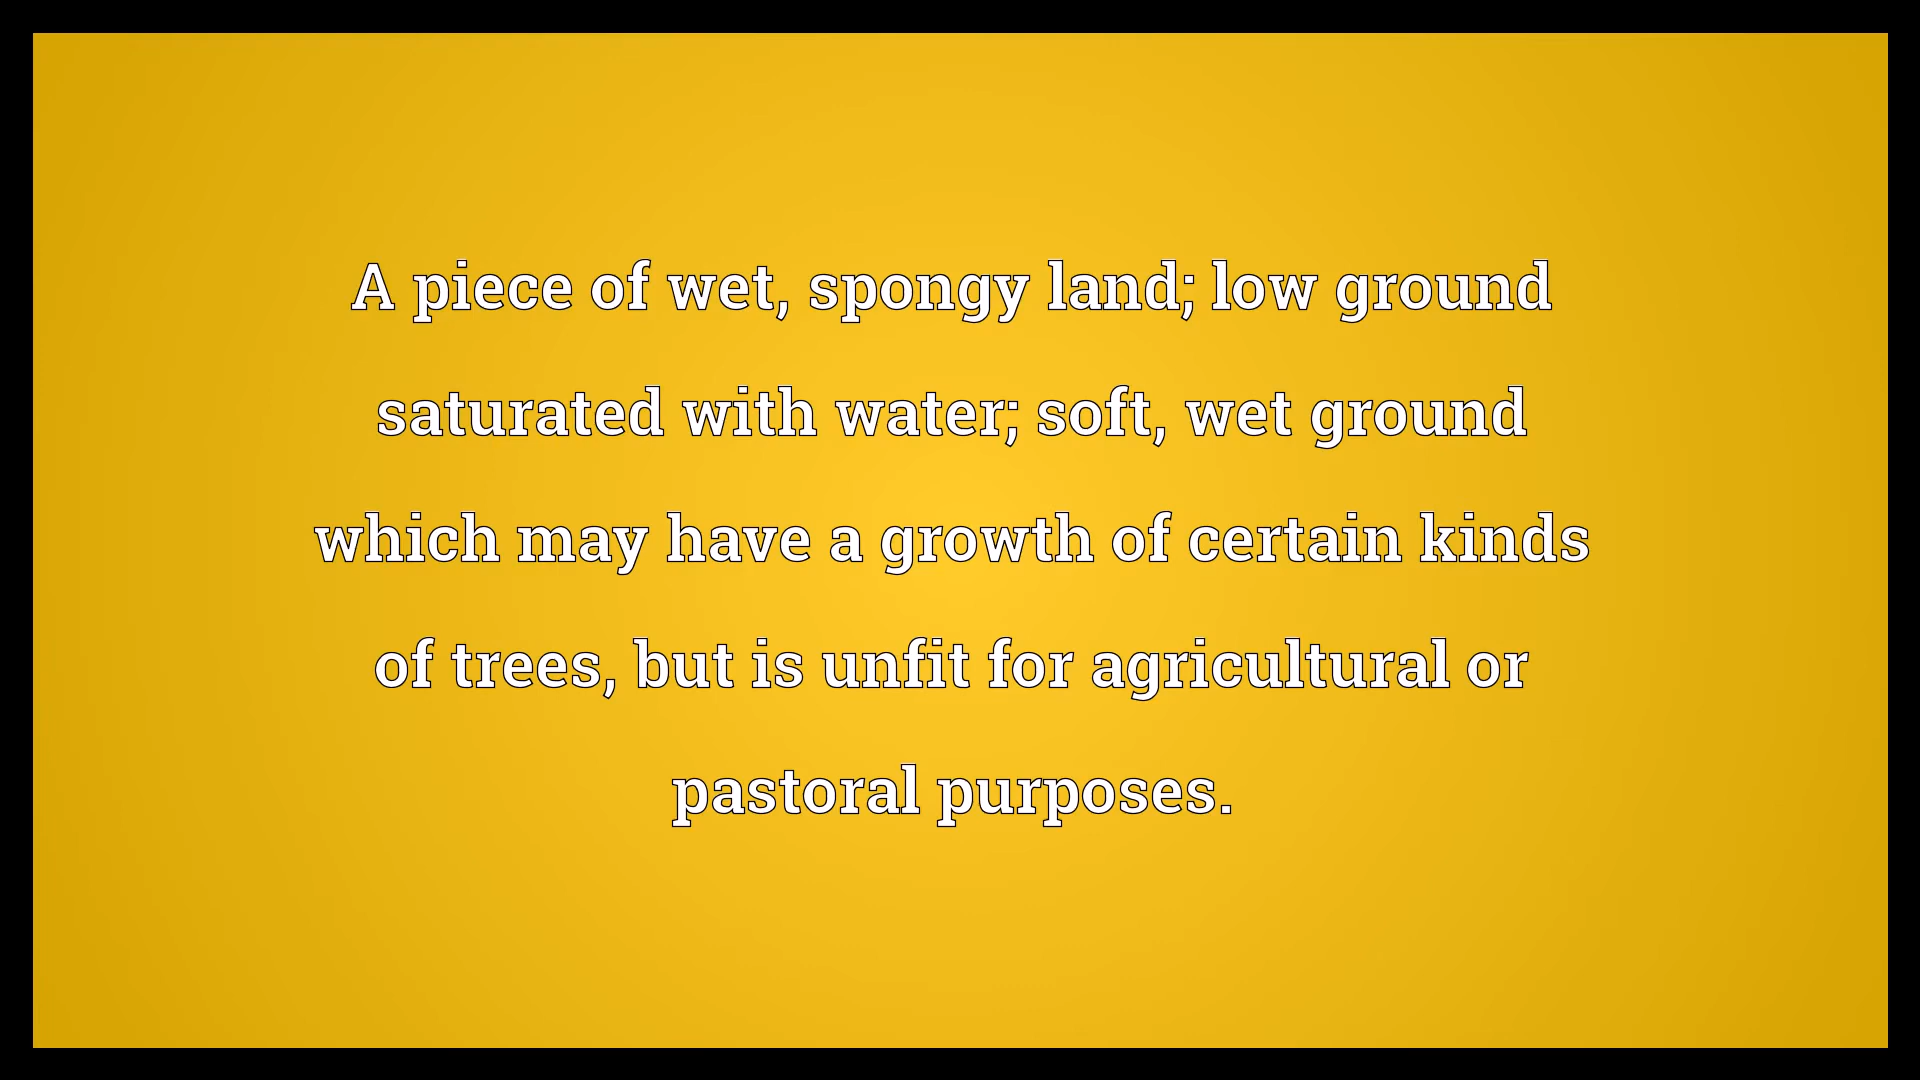 A piece of wet, spongy land; low ground
saturated with water; soft, wet ground
which may have a growth of certain kinds
of trees, but is unfit for agricultural or
pastoral purposes.